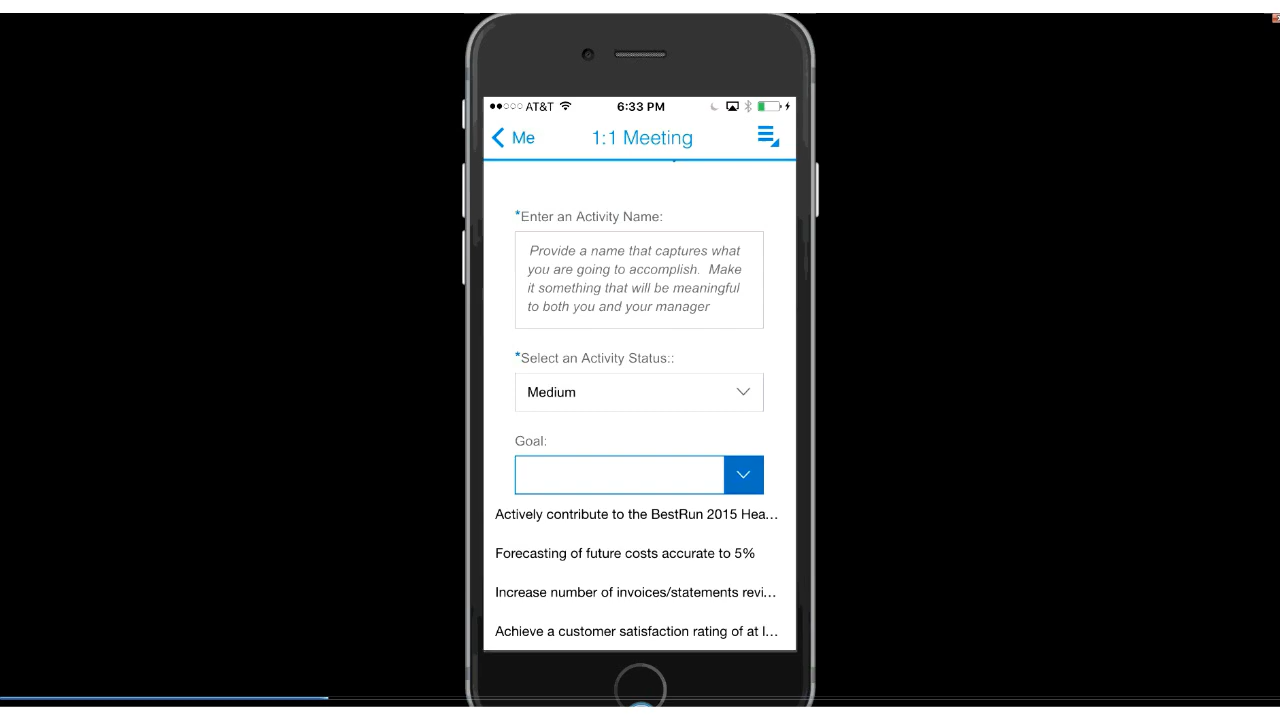 AT&T 6:33 PM
Me 1:1 Meeting
*Enter an Activity Name:
Provide a name that captures what
you are going to accomplish. Make
it something that will be meaningful
to both you and your manager
*Select an Activity Status::
Medium
Goal:
Actively contribute to the BestRun 2015 Hea...
Forecasting of future costs accurate to 5%
Increase number of invoices/statements revi...
Achieve a customer satisfaction rating of at l...